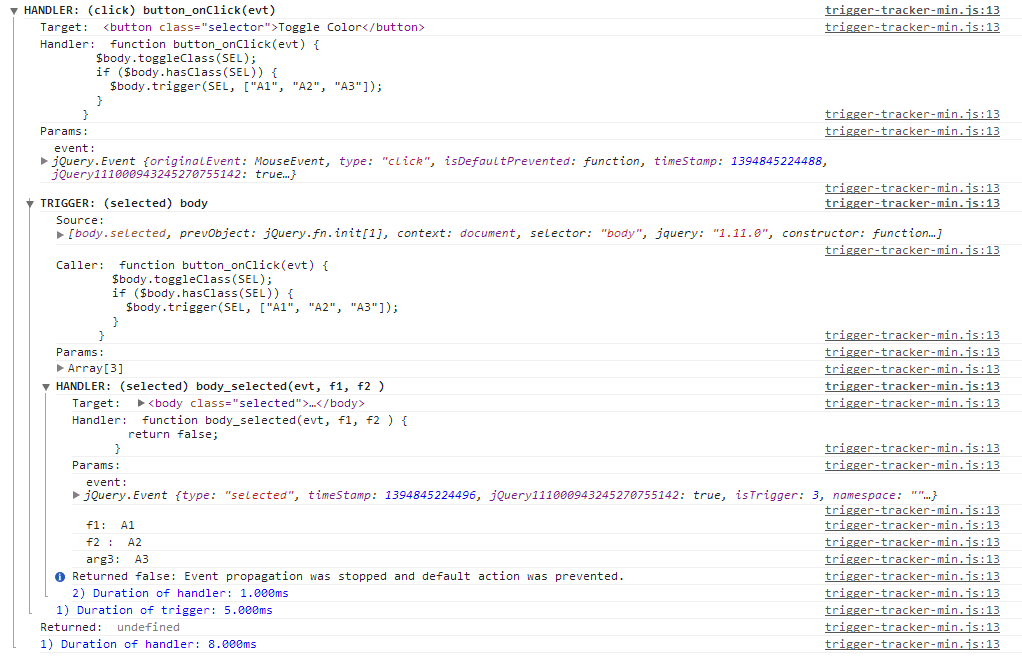 ▼ HANDLER: (click) button_onClick(evt) trigger-tracker-min.js:13
Target: <button class="selector">Toggle Color</button> trigger-tracker-min.js:13
Handler: function button_onClick(evt) {
$body.toggleClass(SEL);
if ($body.hasClass(SEL)) {
$body.trigger(SEL, ["A1", "A2", "A3"]);
}
} trigger-tracker-min.js:13
Params: trigger-tracker-min.js:13
event:
▶ jQuery.Event {originalEvent: MouseEvent, type: "click", isDefaultPrevented: function, timeStamp: 1394845224488,
jQuery111000943245270755142: true…}
trigger-tracker-min.js:13
▼ TRIGGER: (selected) body trigger-tracker-min.js:13
Source:
▶ [body.selected, prevObject: jQuery.fn.init[1], context: document, selector: "body", jquery: "1.11.0", constructor: function…]
trigger-tracker-min.js:13
Caller: function button_onClick(evt) {
$body.toggleClass(SEL);
if ($body.hasClass(SEL)) {
$body.trigger(SEL, ["A1", "A2", "A3"]);
}
} trigger-tracker-min.js:13
Params: trigger-tracker-min.js:13
▶ Array[3] trigger-tracker-min.js:13
▼ HANDLER: (selected) body_selected(evt, f1, f2 ) trigger-tracker-min.js:13
Target: ▶<body class="selected">…</body> trigger-tracker-min.js:13
Handler: function body_selected(evt, f1, f2 ) {
return false;
} trigger-tracker-min.js:13
Params: trigger-tracker-min.js:13
event:
▶ jQuery.Event {type: "selected", timeStamp: 1394845224496, jQuery111000943245270755142: true, isTrigger: 3, namespace: ""…}
trigger-tracker-min.js:13
f1: A1 trigger-tracker-min.js:13
f2 : A2 trigger-tracker-min.js:13
arg3: A3 trigger-tracker-min.js:13
Returned false: Event propagation was stopped and default action was prevented. trigger-tracker-min.js:13
2) Duration of handler: 1.000ms trigger-tracker-min.js:13
1) Duration of trigger: 5.000ms trigger-tracker-min.js:13
Returned: undefined trigger-tracker-min.js:13
1) Duration of handler: 8.000ms trigger-tracker-min.js:13